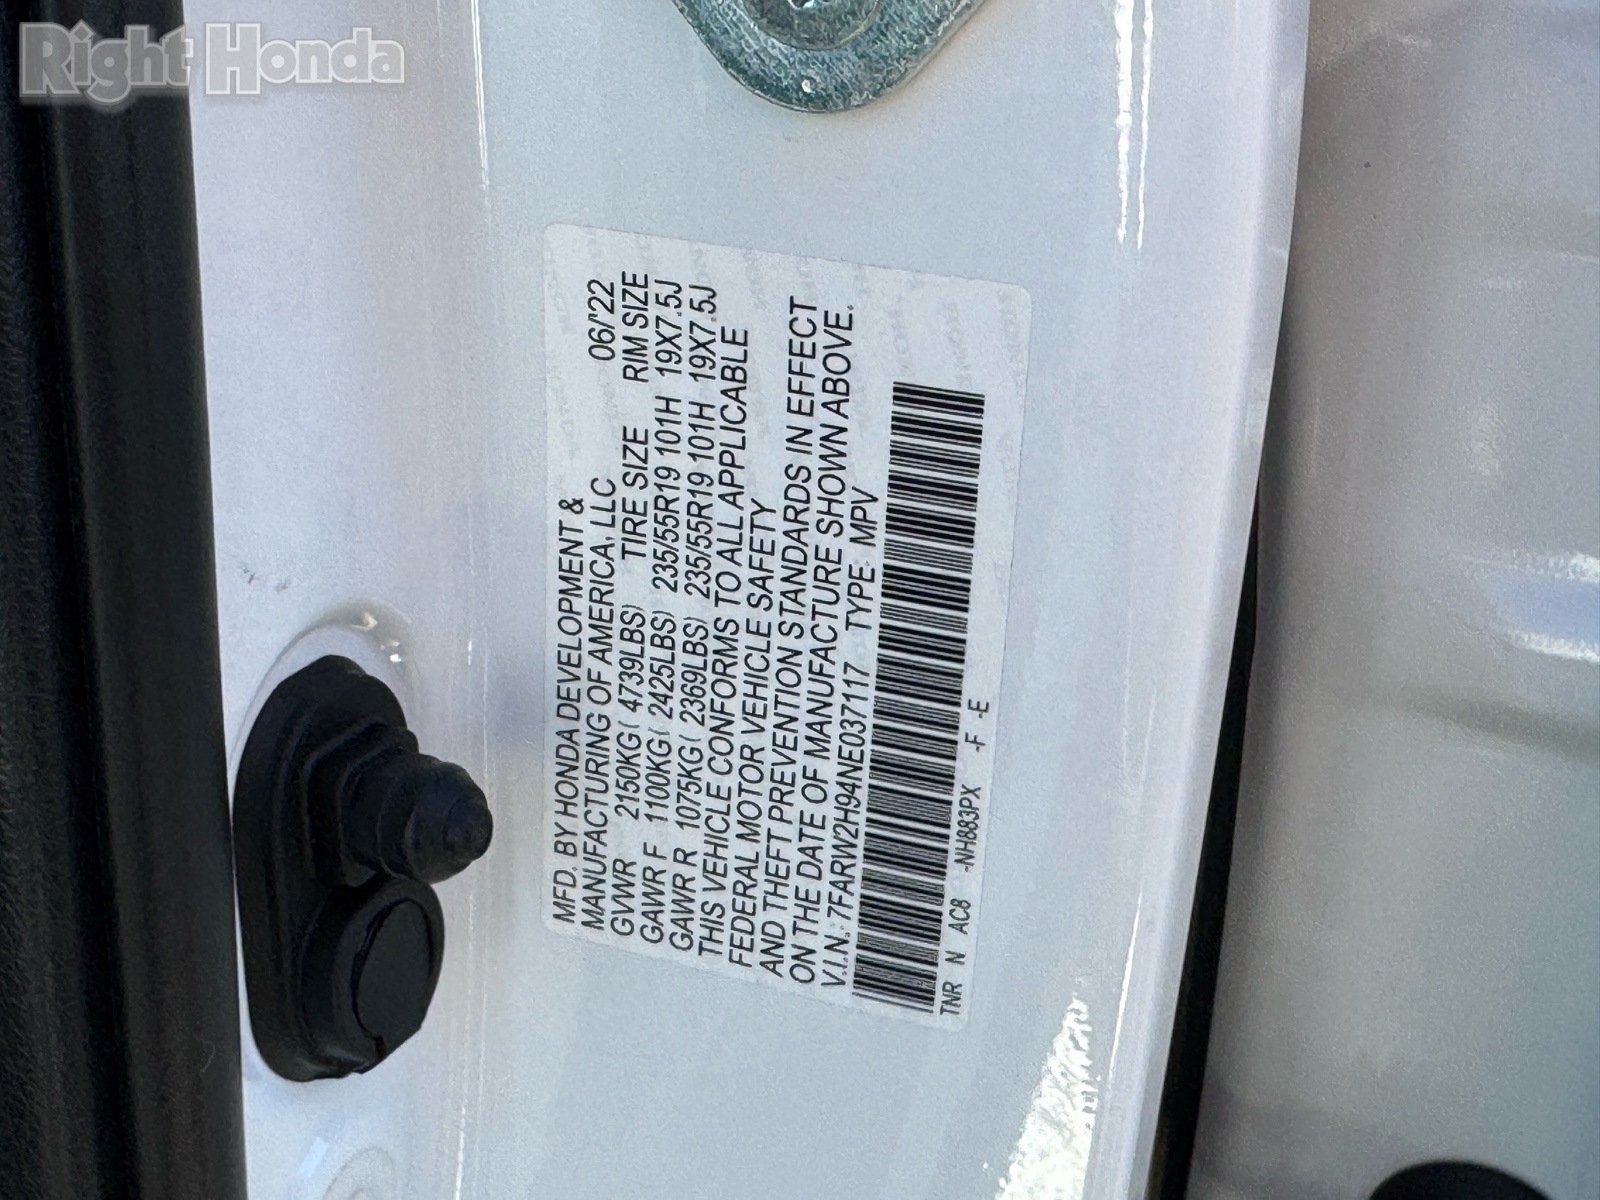 Right Honda
MFD. BY HONDA DEVELOPMENT &
MANUFACTURING OF AMERICA, LLC 06/'22
GVWR 2150KG( 4739LBS) TIRE SIZE RIM SIZE
GAWR F 1100KG( 2425LBS) 235/55R19 101H 19X7.5J
GAWR R 1075KG( 2369LBS) 235/55R19 101H 19X7.5J
THIS VEHICLE CONFORMS TO ALL APPLICABLE
FEDERAL MOTOR VEHICLE SAFETY
AND THEFT PREVENTION STANDARDS IN EFFECT
ON THE DATE OF MANUFACTURE SHOWN ABOVE.
V.I.N.: 7FARW2H94NE037117 TYPE: MPV
TNR N AC8 -NH883PX -F -E